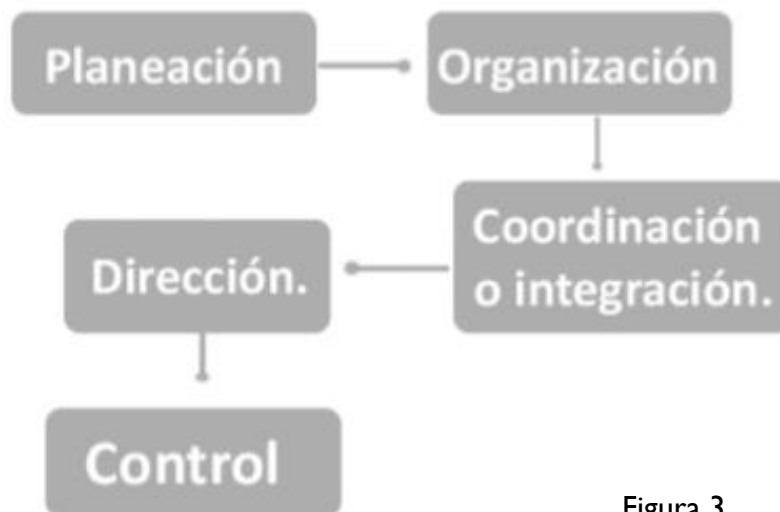 Planeación
Organización
Coordinación
o integración.
Dirección.
Control
Figura 3